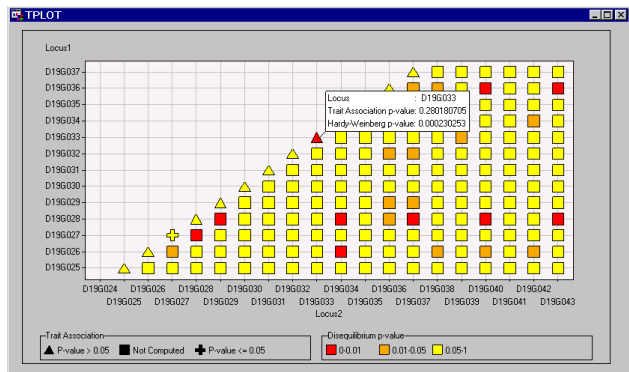 TPLOT
Locus1
D19G037
D19G036
D19G035
D19G034
D19G033
D19G032
D19G031
D19G030
D19G029
D19G028
D19G027
D19G026
D19G025
Locus : D19G033
Trait Association p-value: 0.280180705
Hardy-Weinberg p-value: 0.000230253
D19G024 D19G026 D19G028 D19G030 D19G032 D19G034 D19G036 D19G038 D19G040 D19G042
D19G025 D19G027 D19G029 D19G031 D19G033 D19G035 D19G037 D19G039 D19G041 D19G043
Locus2
Trait Association
P-value > 0.05 Not Computed P-value <= 0.05
Disequilibrium p-value
0-0.01 0.01-0.05 0.05-1